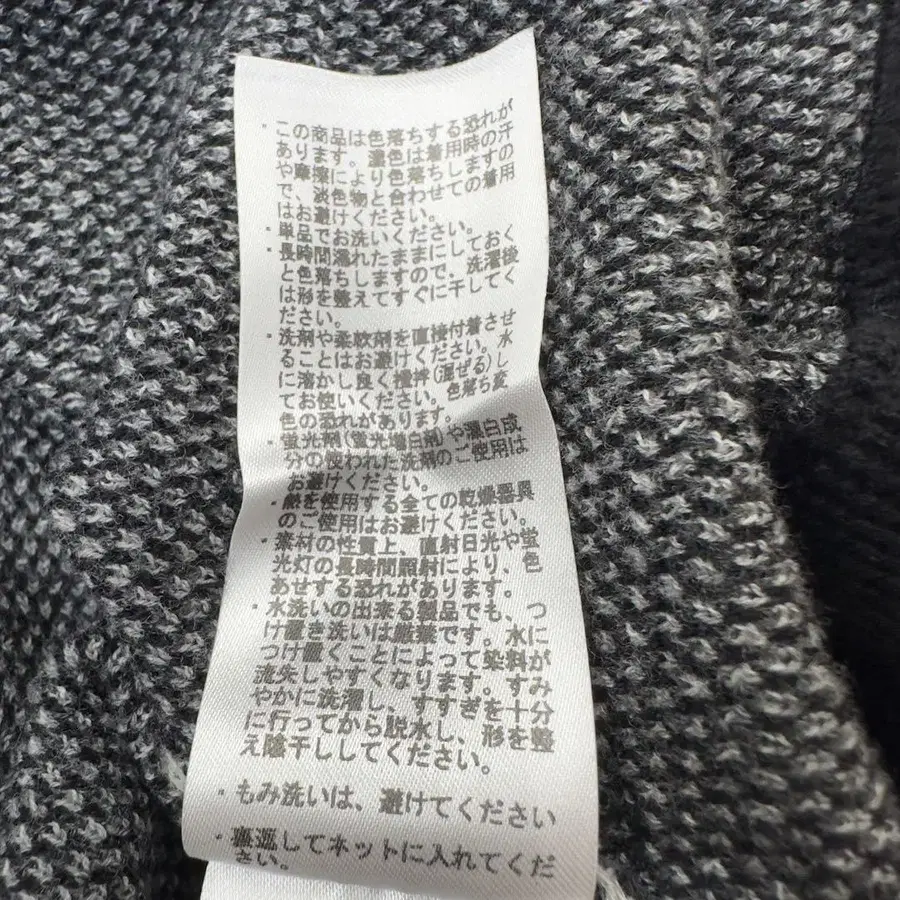 ・この商品は色落ちする恐れが
あります。濃色は着用時の汗
や摩擦により色落ちしますの
で、淡色物と合わせての着用
はお避けください。
・単品でお洗いください。
・長時間濡れたままにしておく
と色落ちしますので、洗濯後
は形を整えてすぐに干してく
ださい。
・洗剤や柔軟剤を直接付着させ
ることはお避けください。水
に溶かし良く攪拌(混ぜる)し
てお使いください。色落ち変
色の恐れがあります。
・蛍光剤(蛍光増白剤)や漂白成
分の使われた洗剤のご使用は
お避けください。
・熱を使用する全ての乾燥器具
のご使用はお避けください。
・素材の性質上、直射日光や蛍
光灯の長時間照射により、色
あせする恐れがあります。
・水洗いの出来る製品でも、つ
け置き洗いは厳禁です。水に
つけ置くことによって染料が
流失しやすくなります。すみ
やかに洗濯し、すすぎを十分
に行ってから脱水し、形を整
え陰干ししてください。
・もみ洗いは、避けてください
・裏返してネットに入れてくだ
さい。